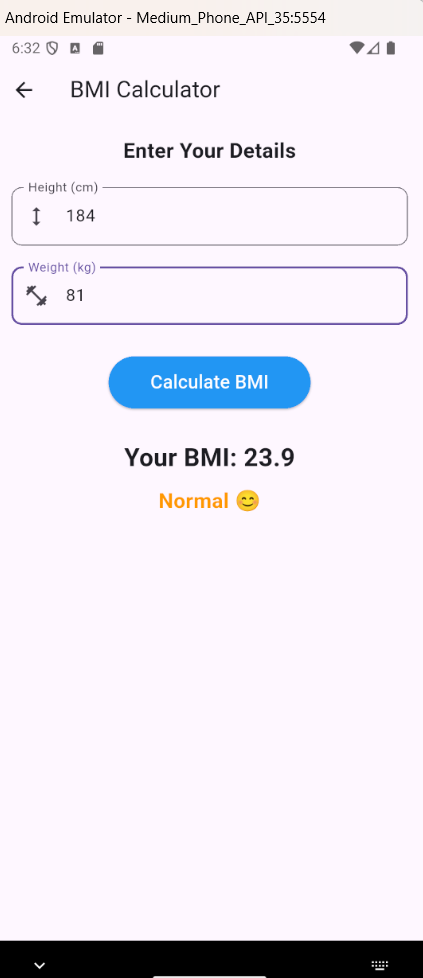 Android Emulator - Medium_Phone_API_35:5554
6:32
BMI Calculator
Enter Your Details
Height (cm)
184
Weight (kg)
81
Calculate BMI
Your BMI: 23.9
Normal 😊